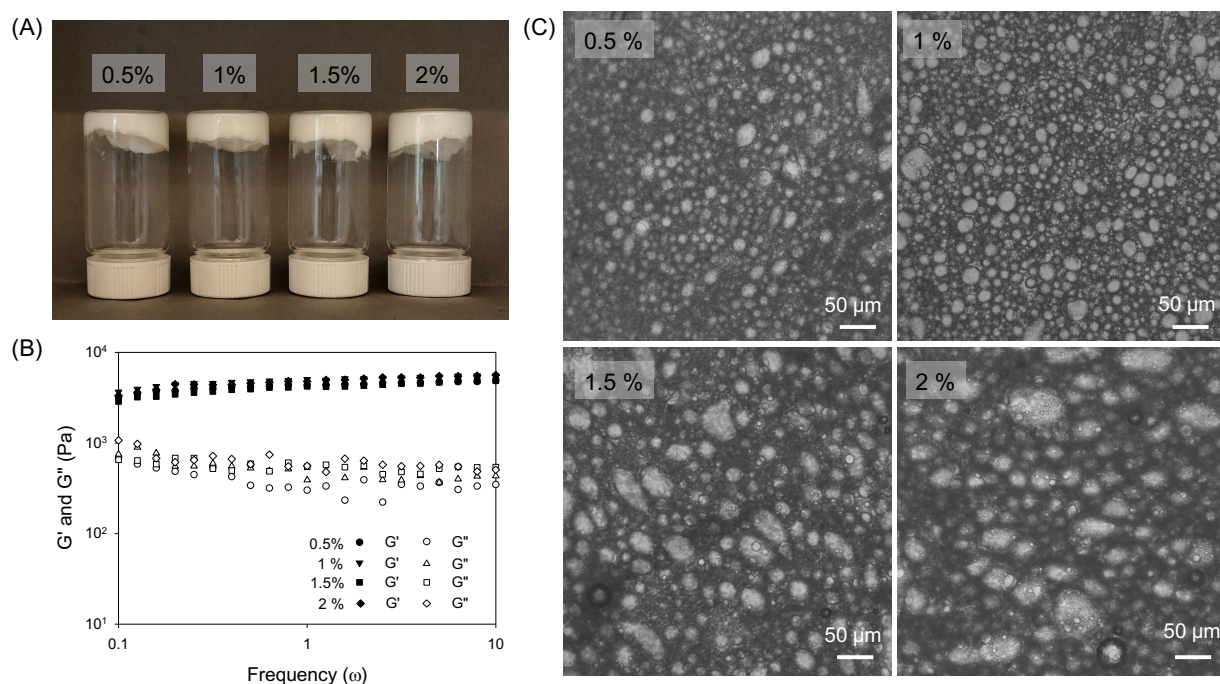 (A)
0.5%
1%
1.5%
2%
(B)
10⁴
10³
10²
10¹
G' and G" (Pa)
0.5% G' G"
1 % G' G"
1.5% G' G"
2 % G' G"
0.1
1
10
Frequency (ω)
(C)
0.5 %
50 µm
1 %
50 µm
1.5 %
50 µm
2 %
50 µm